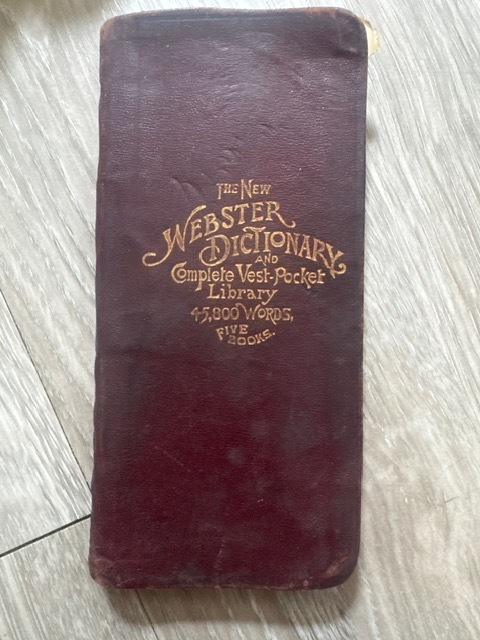 THE NEW
WEBSTER
DICTIONARY
AND
Complete Vest-Pocket
Library
45,800 WORDS,
FIVE
BOOKS.